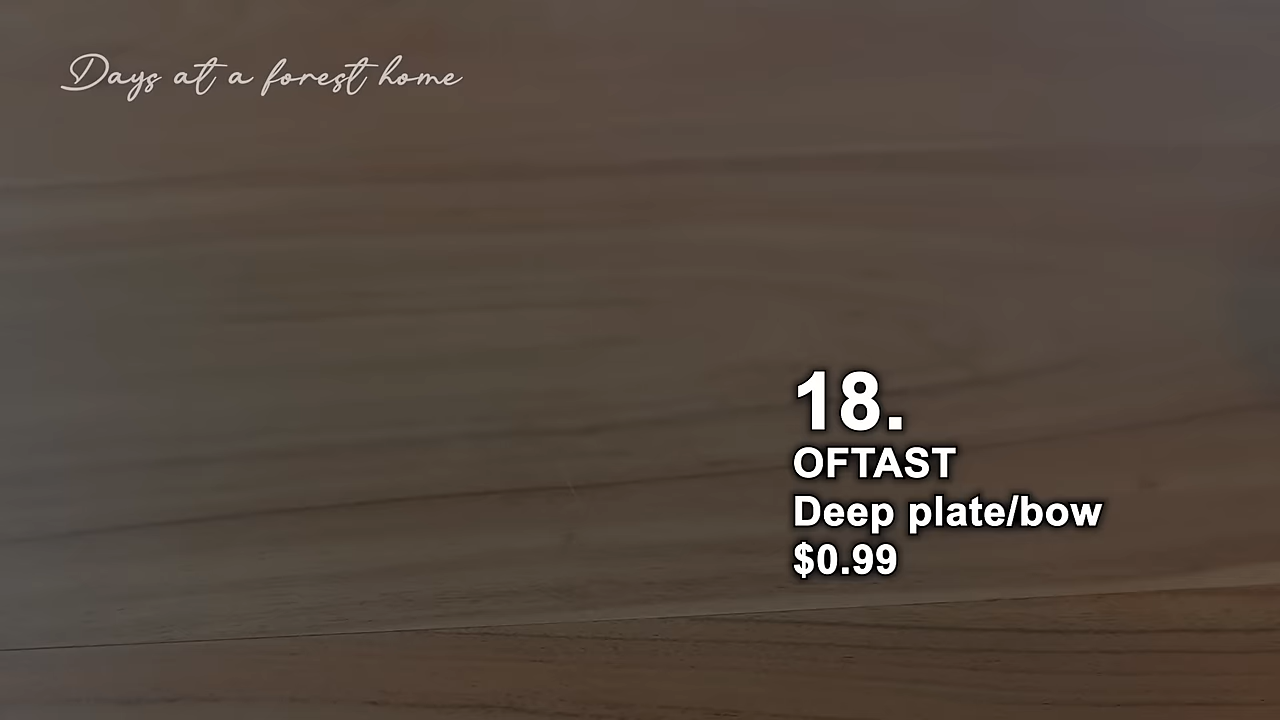 Days at a forest home
18.
OFTAST
Deep plate/bow
$0.99